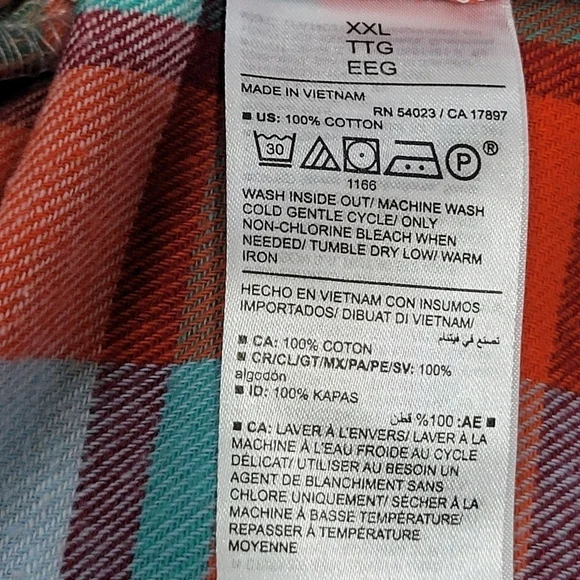 XXL
TTG
EEG
MADE IN VIETNAM
RN 54023 / CA 17897
■ US: 100% COTTON
30 P ®
1166
WASH INSIDE OUT/ MACHINE WASH
COLD GENTLE CYCLE/ ONLY
NON-CHLORINE BLEACH WHEN
NEEDED/ TUMBLE DRY LOW/ WARM
IRON
HECHO EN VIETNAM CON INSUMOS
IMPORTADOS/ DIBUAT DI VIETNAM/
تصنع في فيتنام
■ CA: 100% COTON
■ CR/CL/GT/MX/PA/PE/SV: 100%
algodón
■ ID: 100% KAPAS
■ AE: 100% قطن
■ CA: LAVER À L'ENVERS/ LAVER À LA
MACHINE À L'EAU FROIDE AU CYCLE
DÉLICAT/ UTILISER AU BESOIN UN
AGENT DE BLANCHIMENT SANS
CHLORE UNIQUEMENT/ SÉCHER À LA
MACHINE À BASSE TEMPÉRATURE/
REPASSER À TEMPÉRATURE
MOYENNE